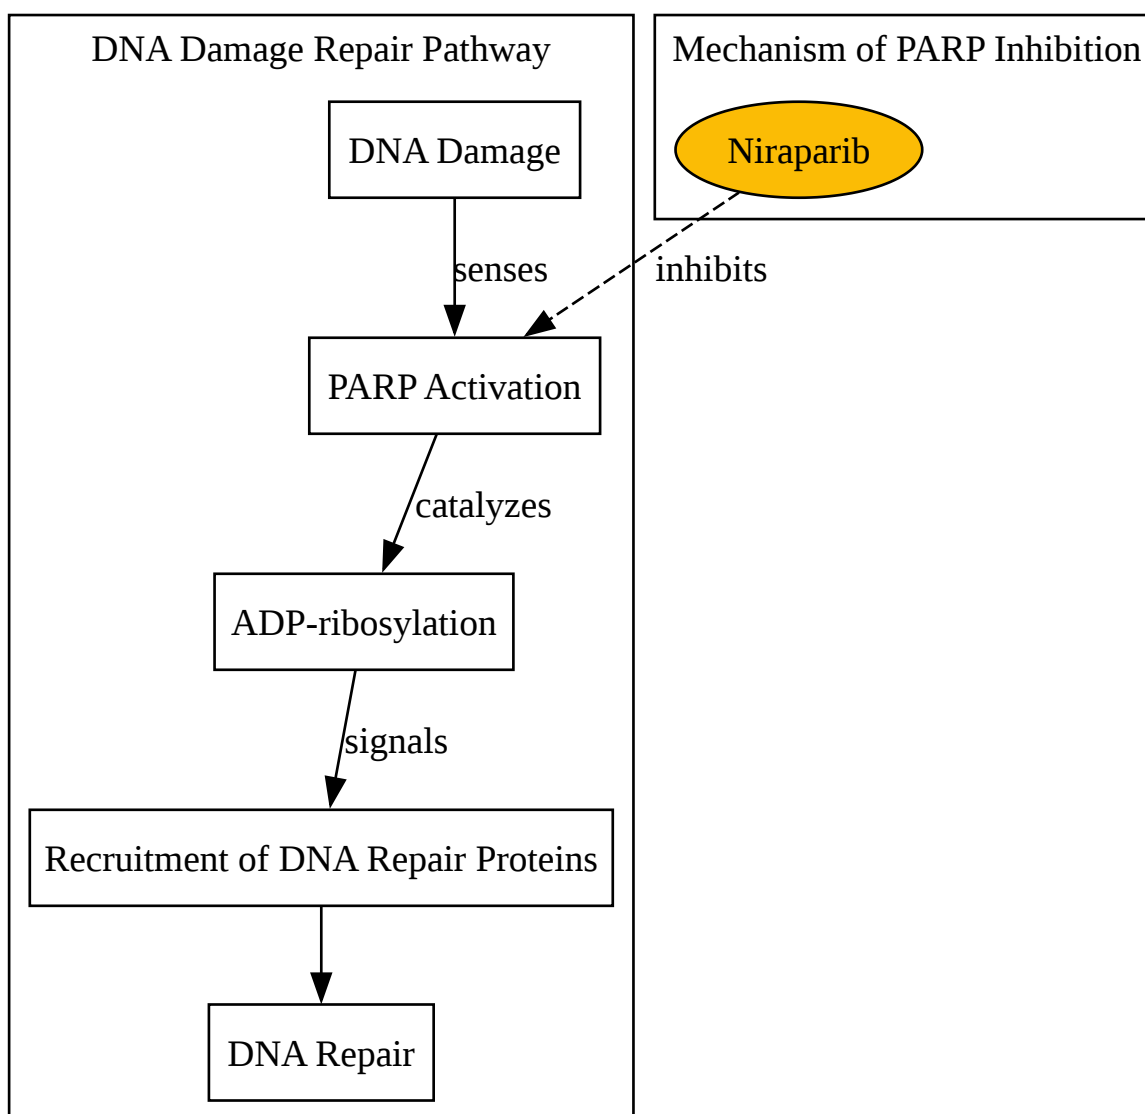 DNA Damage Repair Pathway
Mechanism of PARP Inhibition
DNA Damage
Niraparib
senses
inhibits
PARP Activation
catalyzes
ADP-ribosylation
signals
Recruitment of DNA Repair Proteins
DNA Repair